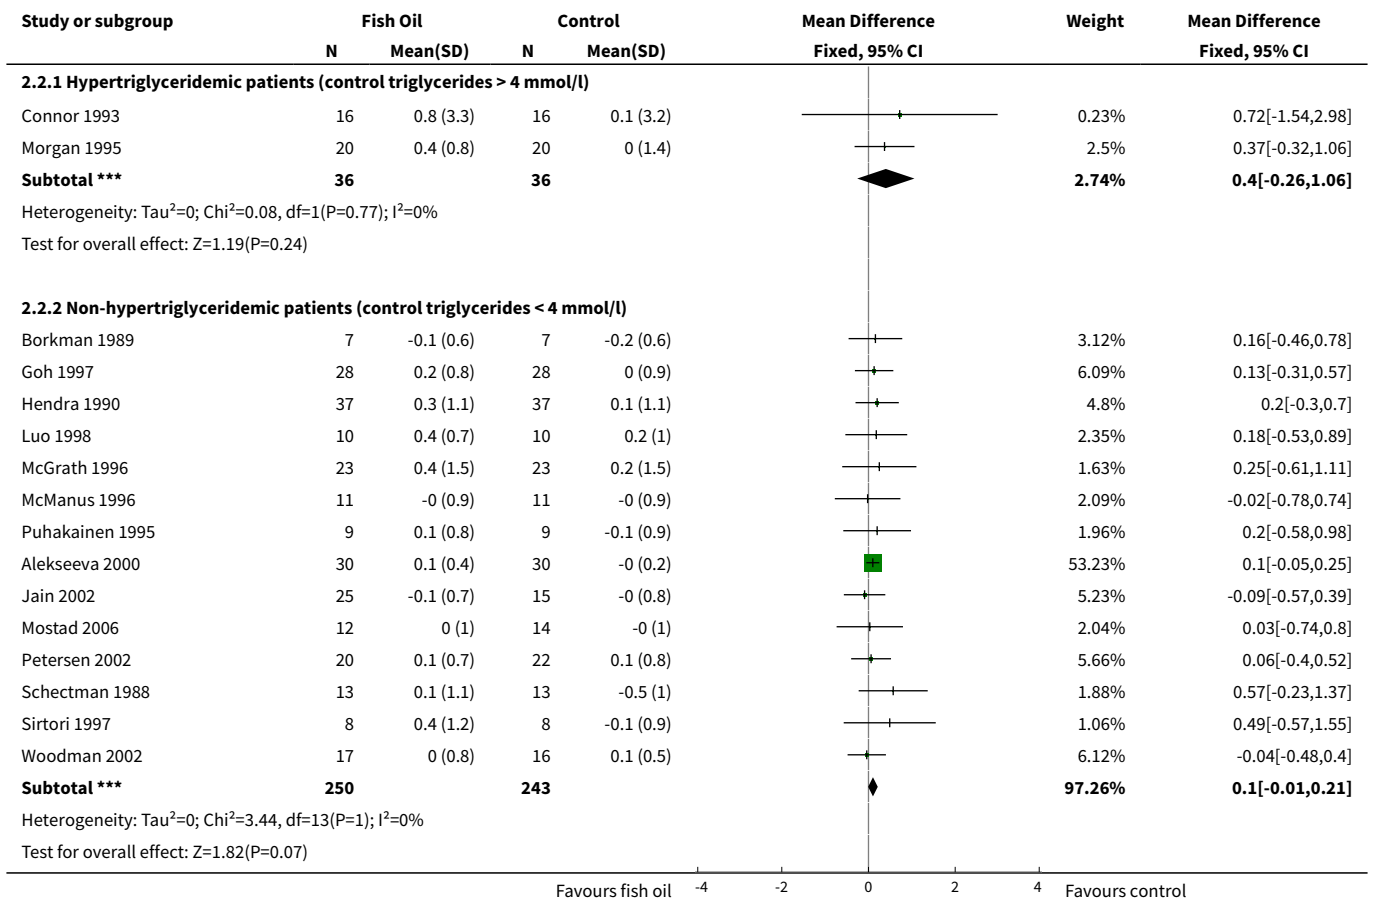 Study or subgroup Fish Oil Control Mean Difference Weight Mean Difference
N Mean(SD) N Mean(SD) Fixed, 95% CI Fixed, 95% CI
2.2.1 Hypertriglyceridemic patients (control triglycerides > 4 mmol/l)
Connor 1993 16 0.8 (3.3) 16 0.1 (3.2) 0.23% 0.72[-1.54,2.98]
Morgan 1995 20 0.4 (0.8) 20 0 (1.4) 2.5% 0.37[-0.32,1.06]
Subtotal *** 36 36 2.74% 0.4[-0.26,1.06]
Heterogeneity: Tau²=0; Chi²=0.08, df=1(P=0.77); I²=0%
Test for overall effect: Z=1.19(P=0.24)
2.2.2 Non-hypertriglyceridemic patients (control triglycerides < 4 mmol/l)
Borkman 1989 7 -0.1 (0.6) 7 -0.2 (0.6) 3.12% 0.16[-0.46,0.78]
Goh 1997 28 0.2 (0.8) 28 0 (0.9) 6.09% 0.13[-0.31,0.57]
Hendra 1990 37 0.3 (1.1) 37 0.1 (1.1) 4.8% 0.2[-0.3,0.7]
Luo 1998 10 0.4 (0.7) 10 0.2 (1) 2.35% 0.18[-0.53,0.89]
McGrath 1996 23 0.4 (1.5) 23 0.2 (1.5) 1.63% 0.25[-0.61,1.11]
McManus 1996 11 -0 (0.9) 11 -0 (0.9) 2.09% -0.02[-0.78,0.74]
Puhakainen 1995 9 0.1 (0.8) 9 -0.1 (0.9) 1.96% 0.2[-0.58,0.98]
Alekseeva 2000 30 0.1 (0.4) 30 -0 (0.2) 53.23% 0.1[-0.05,0.25]
Jain 2002 25 -0.1 (0.7) 15 -0 (0.8) 5.23% -0.09[-0.57,0.39]
Mostad 2006 12 0 (1) 14 -0 (1) 2.04% 0.03[-0.74,0.8]
Petersen 2002 20 0.1 (0.7) 22 0.1 (0.8) 5.66% 0.06[-0.4,0.52]
Schectman 1988 13 0.1 (1.1) 13 -0.5 (1) 1.88% 0.57[-0.23,1.37]
Sirtori 1997 8 0.4 (1.2) 8 -0.1 (0.9) 1.06% 0.49[-0.57,1.55]
Woodman 2002 17 0 (0.8) 16 0.1 (0.5) 6.12% -0.04[-0.48,0.4]
Subtotal *** 250 243 97.26% 0.1[-0.01,0.21]
Heterogeneity: Tau²=0; Chi²=3.44, df=13(P=1); I²=0%
Test for overall effect: Z=1.82(P=0.07)
Favours fish oil -4 -2 0 2 4 Favours control